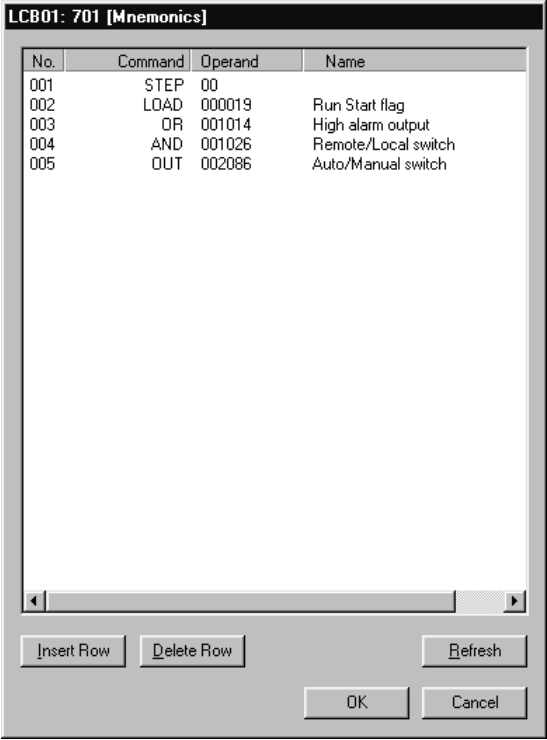 LCB01: 701 [Mnemonics]
No. Command Operand Name
001 STEP 00
002 LOAD 000019 Run Start flag
003 OR 001014 High alarm output
004 AND 001026 Remote/Local switch
005 OUT 002086 Auto/Manual switch
Insert Row Delete Row Refresh
OK Cancel